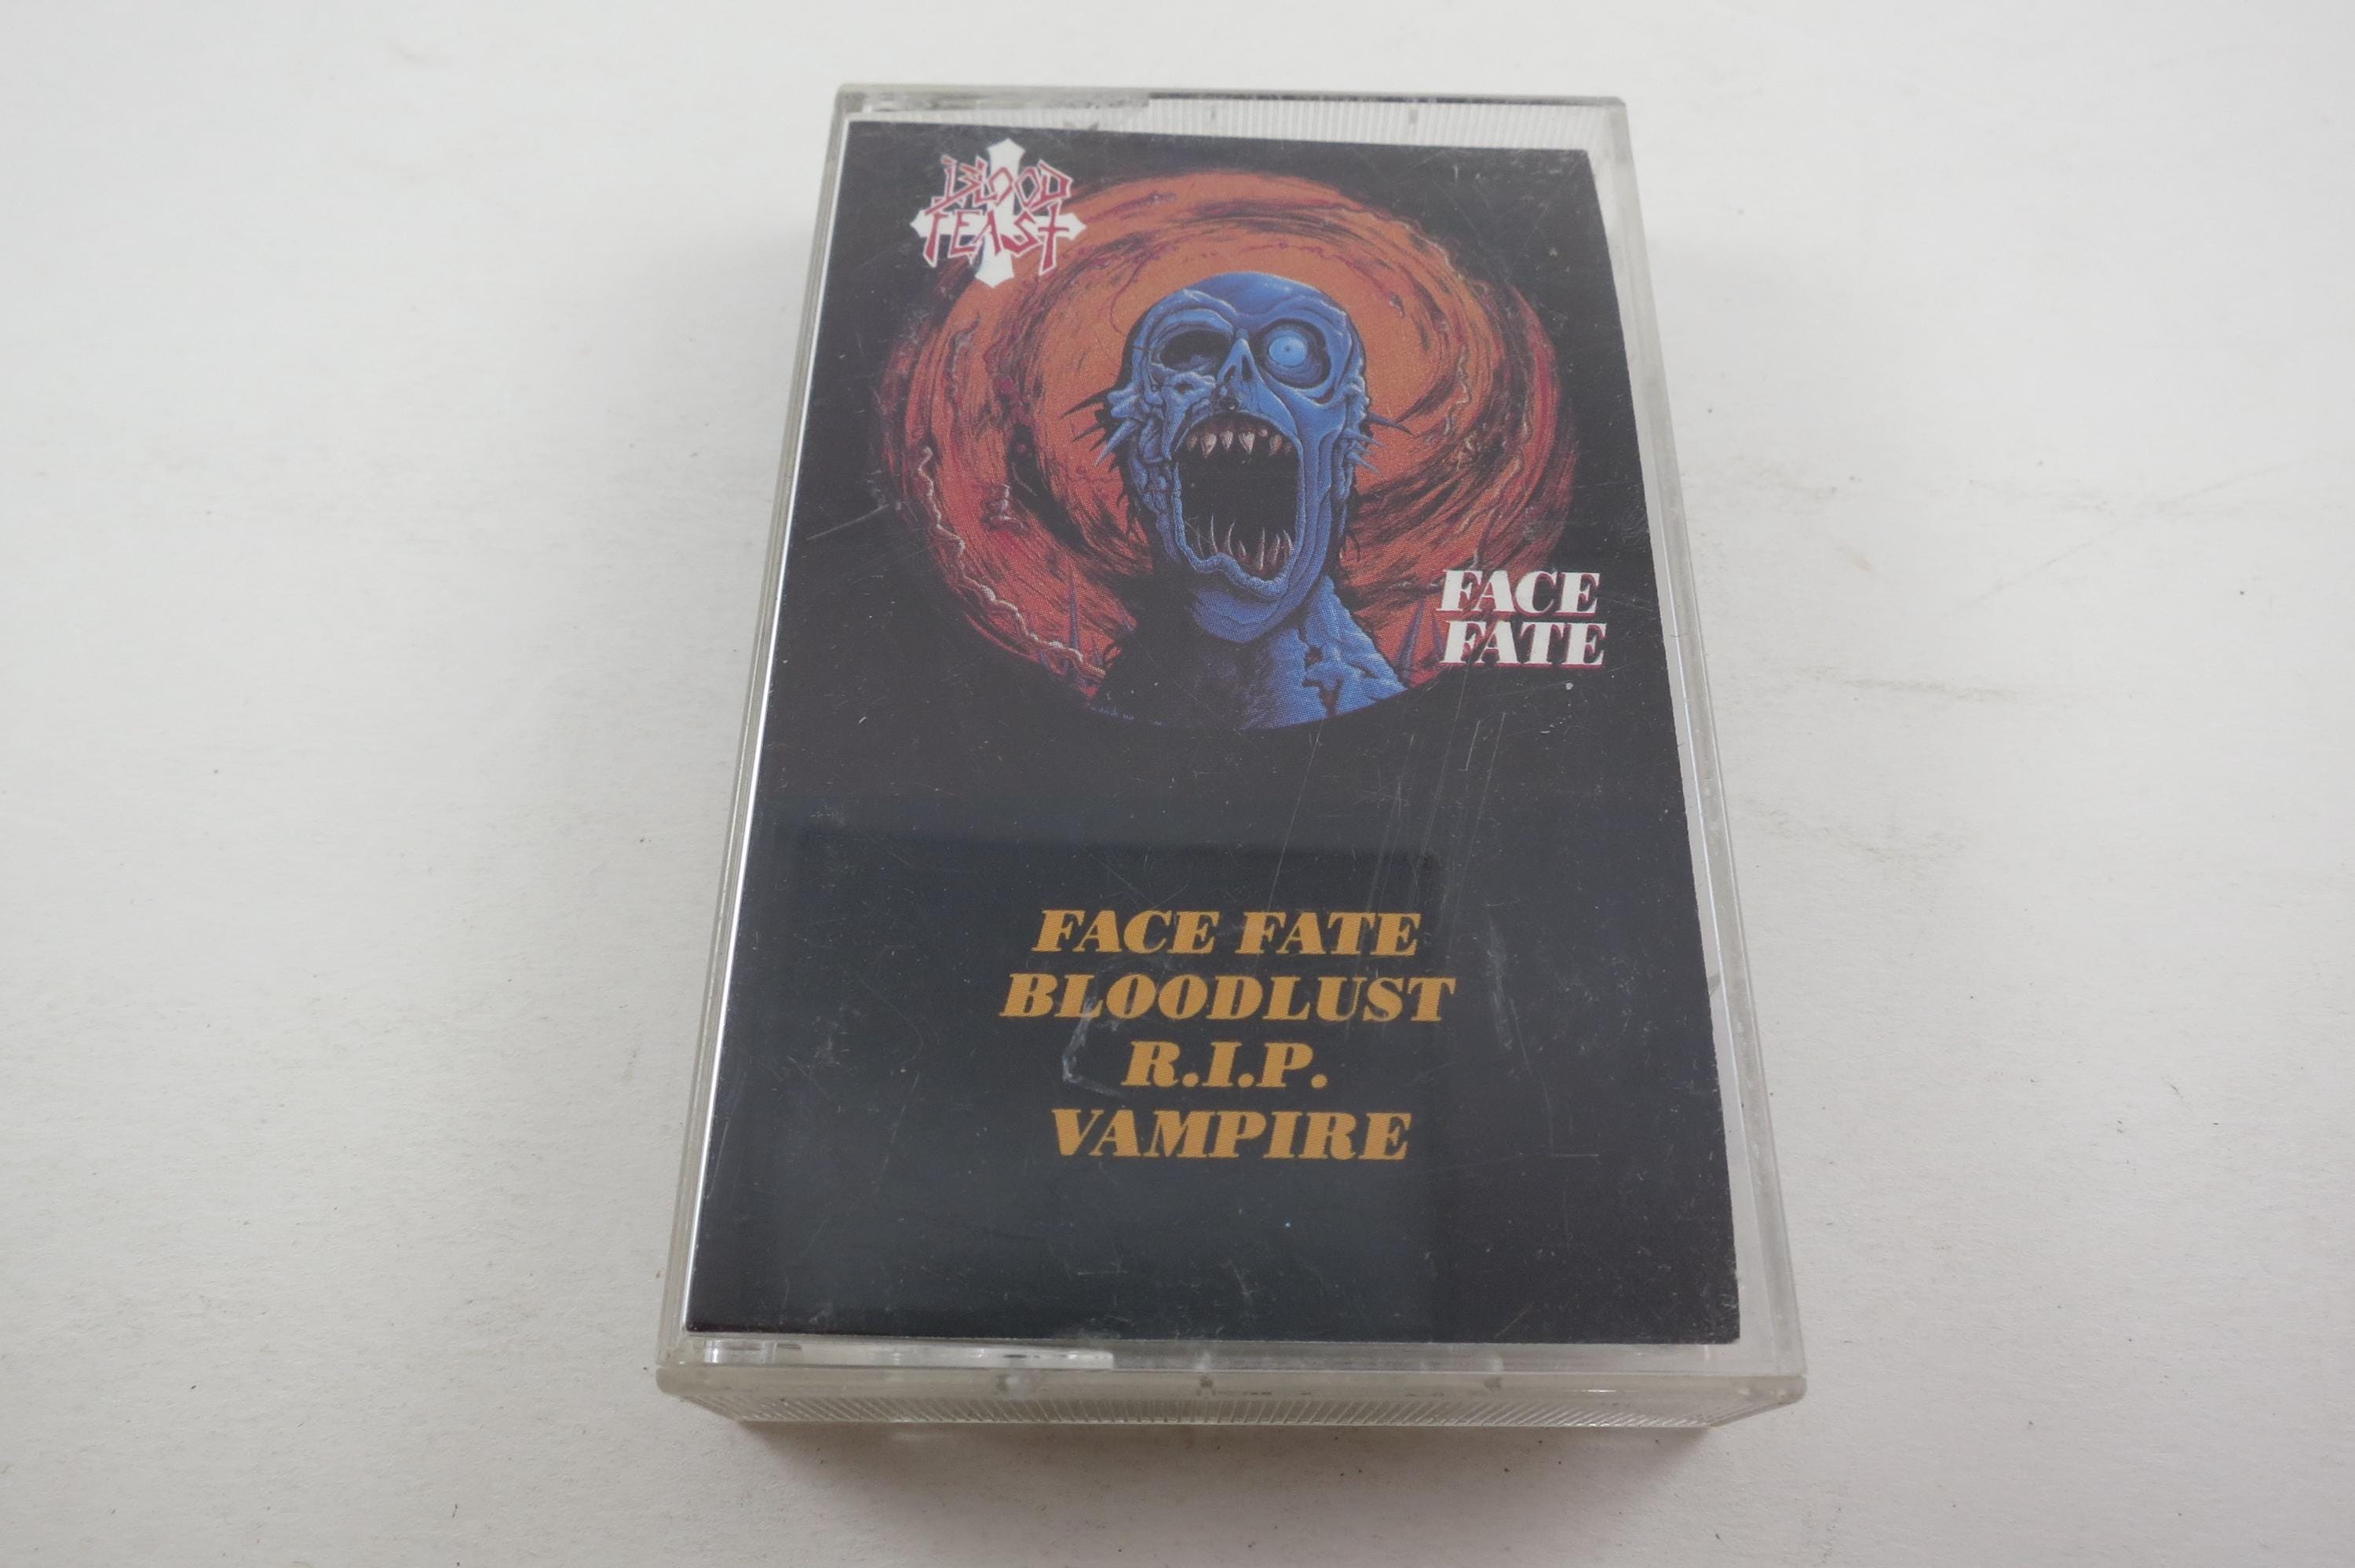 BLOOD
FEAST
FACE
FATE
FACE FATE
BLOODLUST
R.I.P.
VAMPIRE